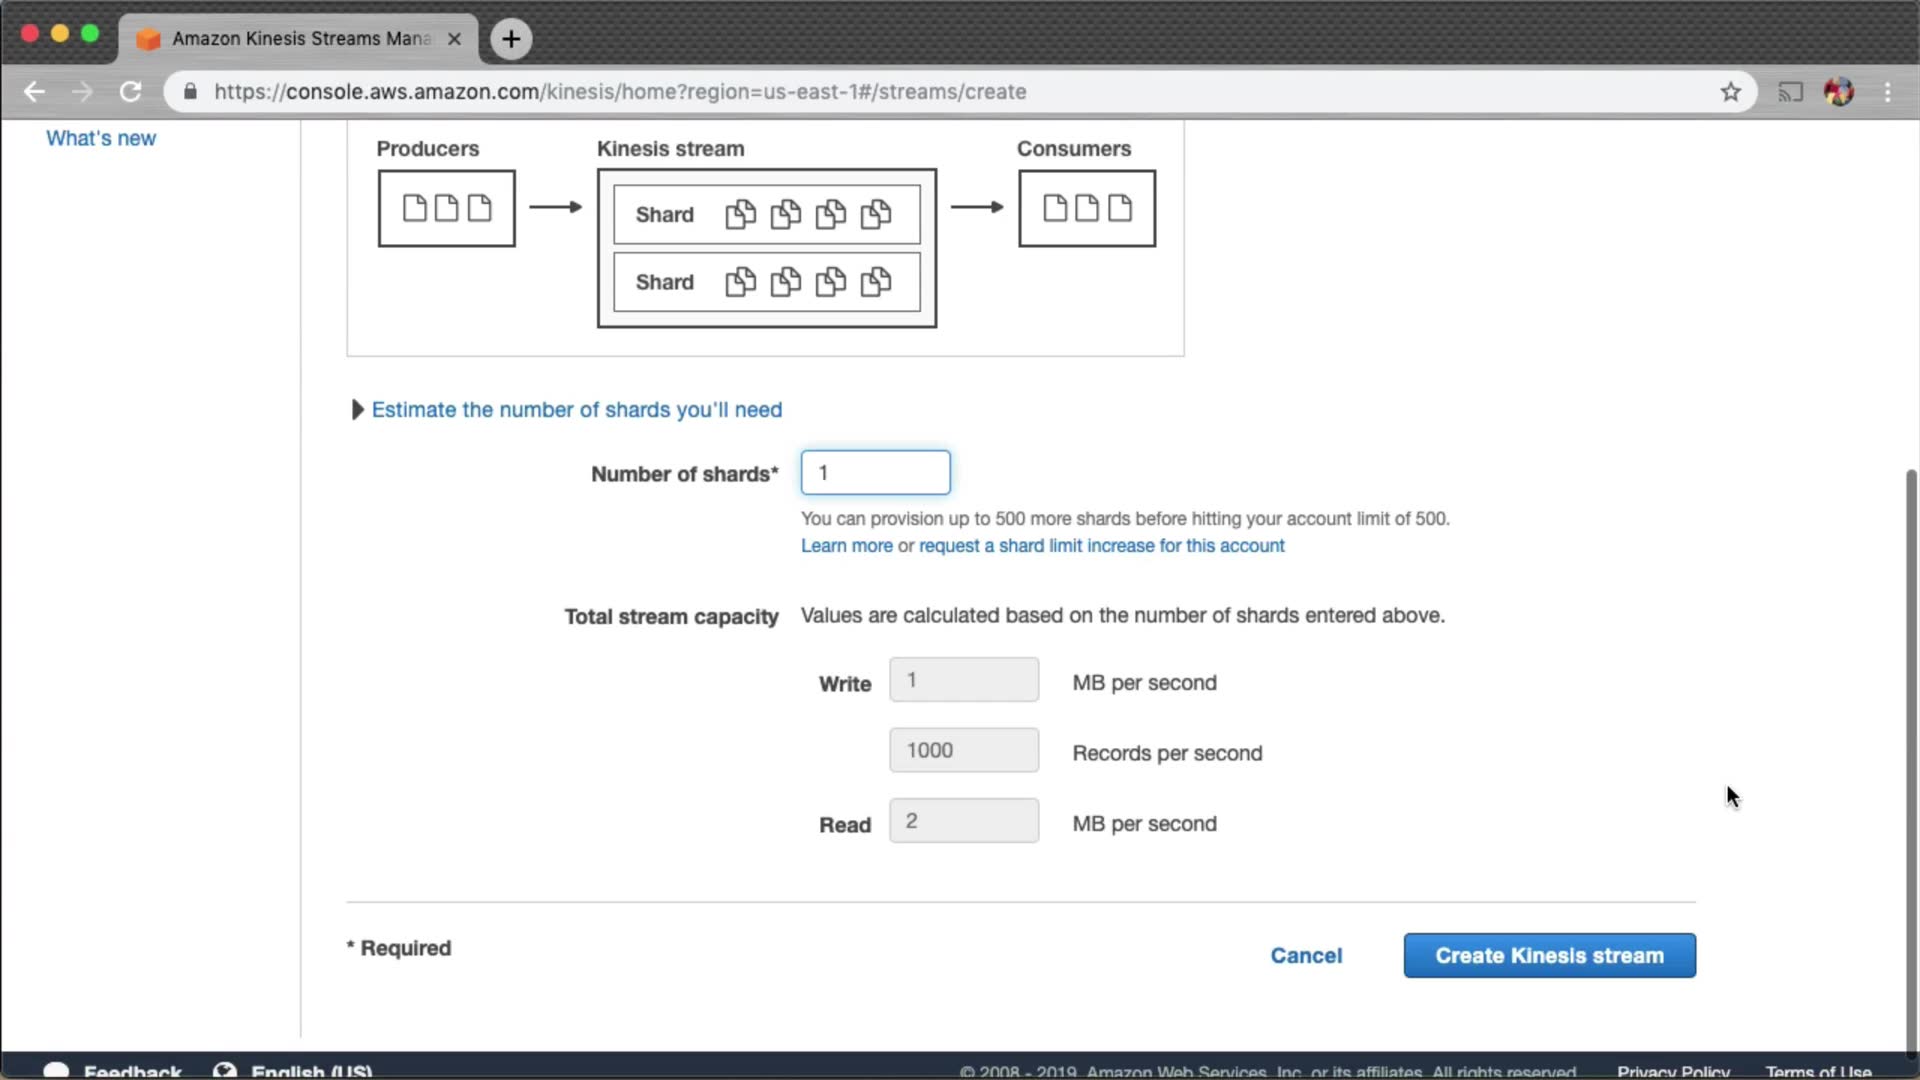 Amazon Kinesis Streams Mana
https://console.aws.amazon.com/kinesis/home?region=us-east-1#/streams/create
What's new
Producers Kinesis stream Consumers
Shard
Shard
Estimate the number of shards you'll need
Number of shards* 1
You can provision up to 500 more shards before hitting your account limit of 500.
Learn more or request a shard limit increase for this account
Total stream capacity Values are calculated based on the number of shards entered above.
Write 1 MB per second
1000 Records per second
Read 2 MB per second
* Required
Cancel Create Kinesis stream
Feedback English (US) © 2008 - 2019, Amazon Web Services, Inc. or its affiliates. All rights reserved. Privacy Policy Terms of Use